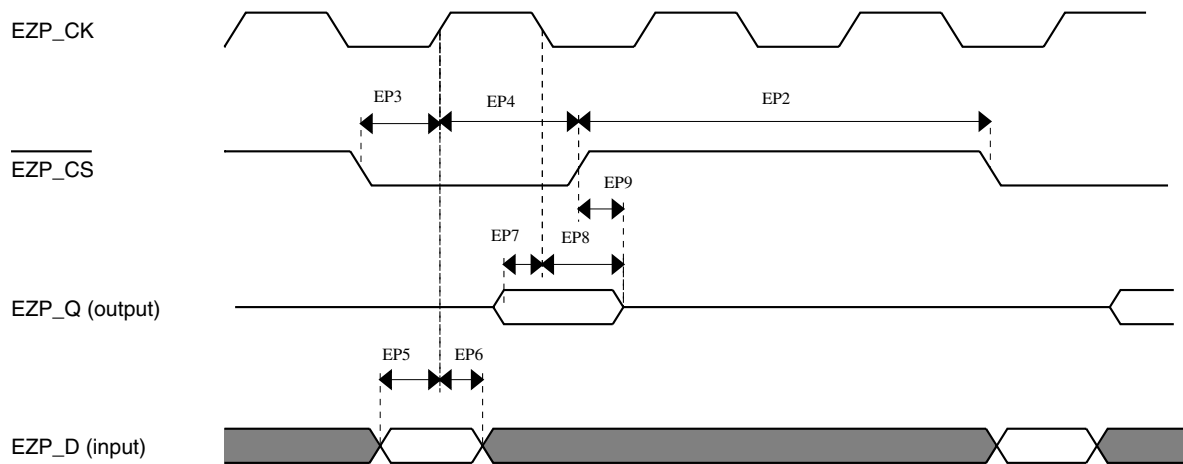 EZP_CK
EP3 EP4 EP2
EZP_CS
EP9
EP7 EP8
EZP_Q (output)
EP5 EP6
EZP_D (input)